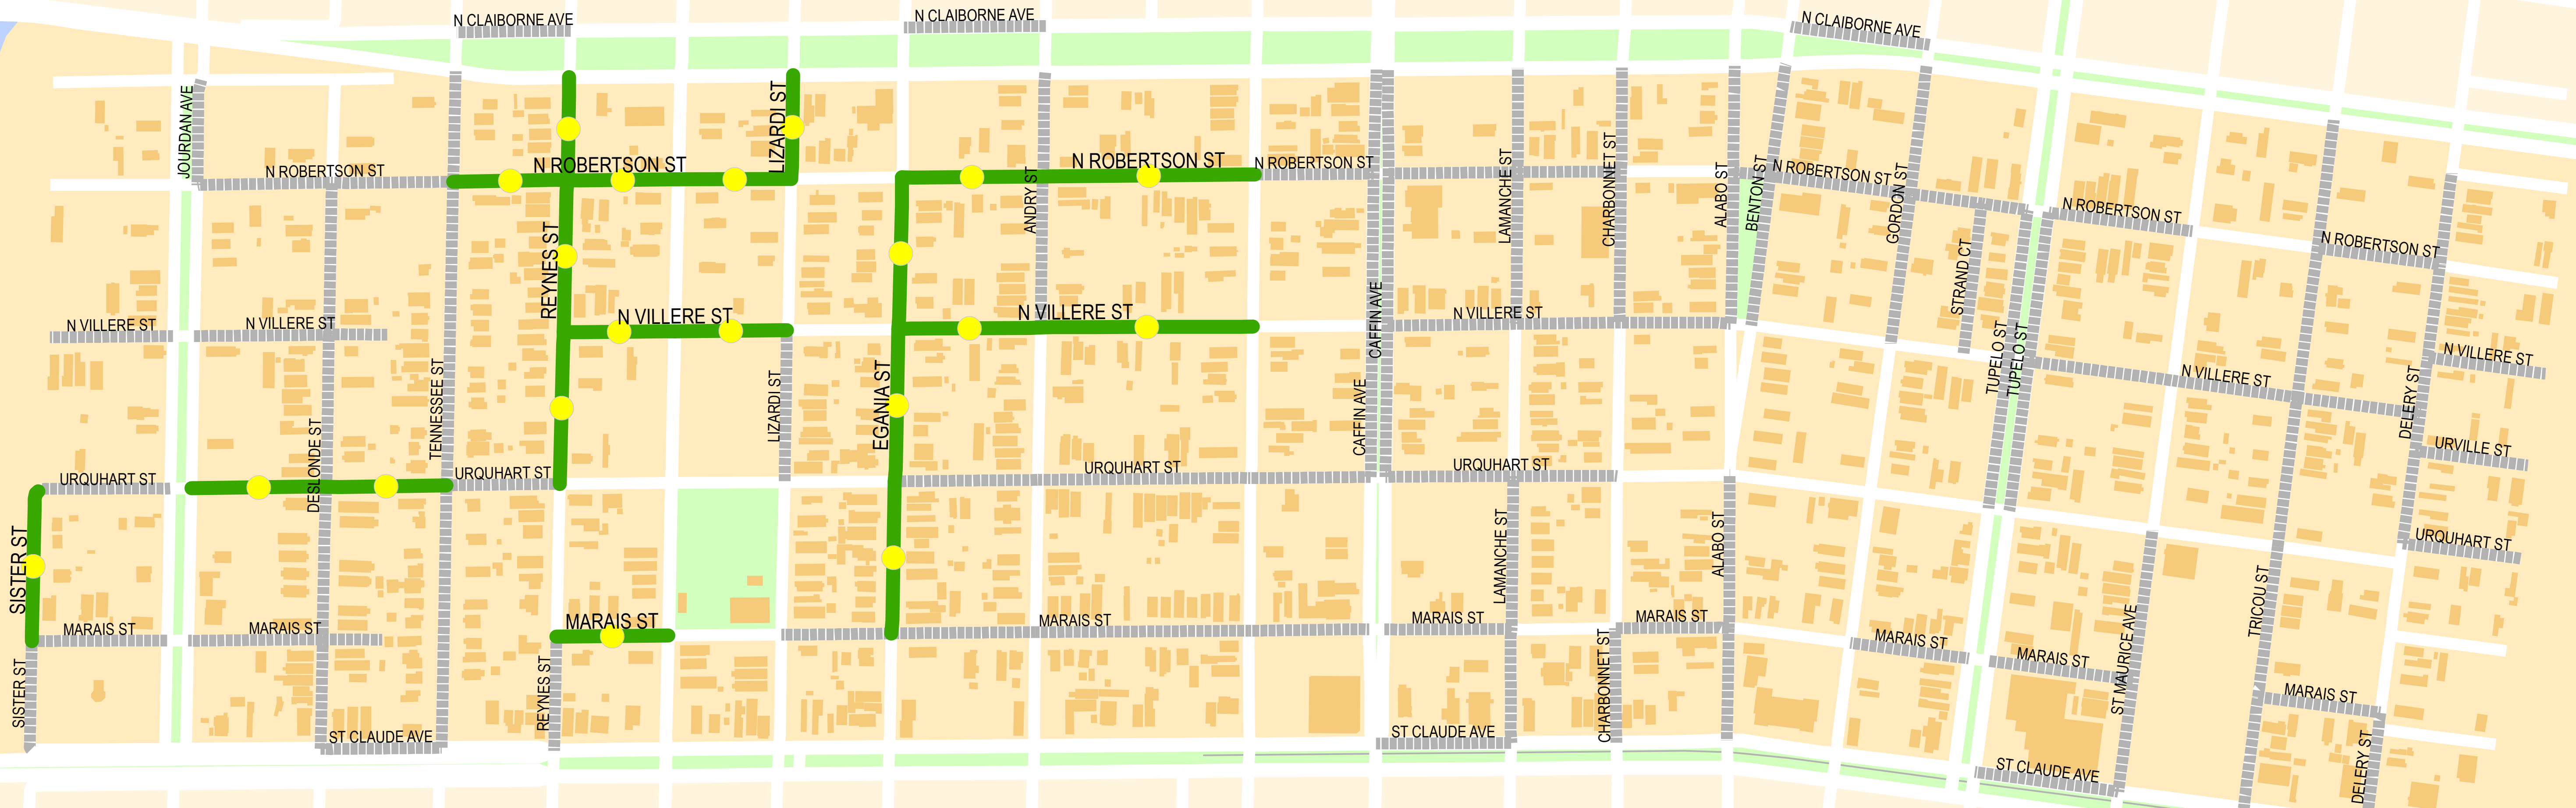 N CLAIBORNE AVE
N CLAIBORNE AVE
N CLAIBORNE AVE
JOURDAN AVE
LIZARDI ST
N ROBERTSON ST
N ROBERTSON ST
N ROBERTSON ST
N ROBERTSON ST
N ROBERTSON ST
N ROBERTSON ST
N ROBERTSON ST
ANDRY ST
LAMANCHE ST
CHARBONNET ST
ALABO ST
BENTON ST
GORDON ST
STRAND CT
REYNES ST
N VILLERE ST
N VILLERE ST
N VILLERE ST
N VILLERE ST
N VILLERE ST
N VILLERE ST
N VILLERE ST
CAFFIN AVE
CAFFIN AVE
TUPELO ST
TUPELO ST
TENNESSEE ST
LIZARDI ST
EGANIA ST
DELERY ST
URQUHART ST
URQUHART ST
URQUHART ST
URQUHART ST
URVILLE ST
DESLONDE ST
SISTER ST
LAMANCHE ST
ALABO ST
URQUHART ST
MARAIS ST
MARAIS ST
MARAIS ST
MARAIS ST
MARAIS ST
MARAIS ST
MARAIS ST
MARAIS ST
MARAIS ST
TRICOU ST
ST MAURICE AVE
SISTER ST
REYNES ST
CHARBONNET ST
ST CLAUDE AVE
ST CLAUDE AVE
ST CLAUDE AVE
DELERY ST